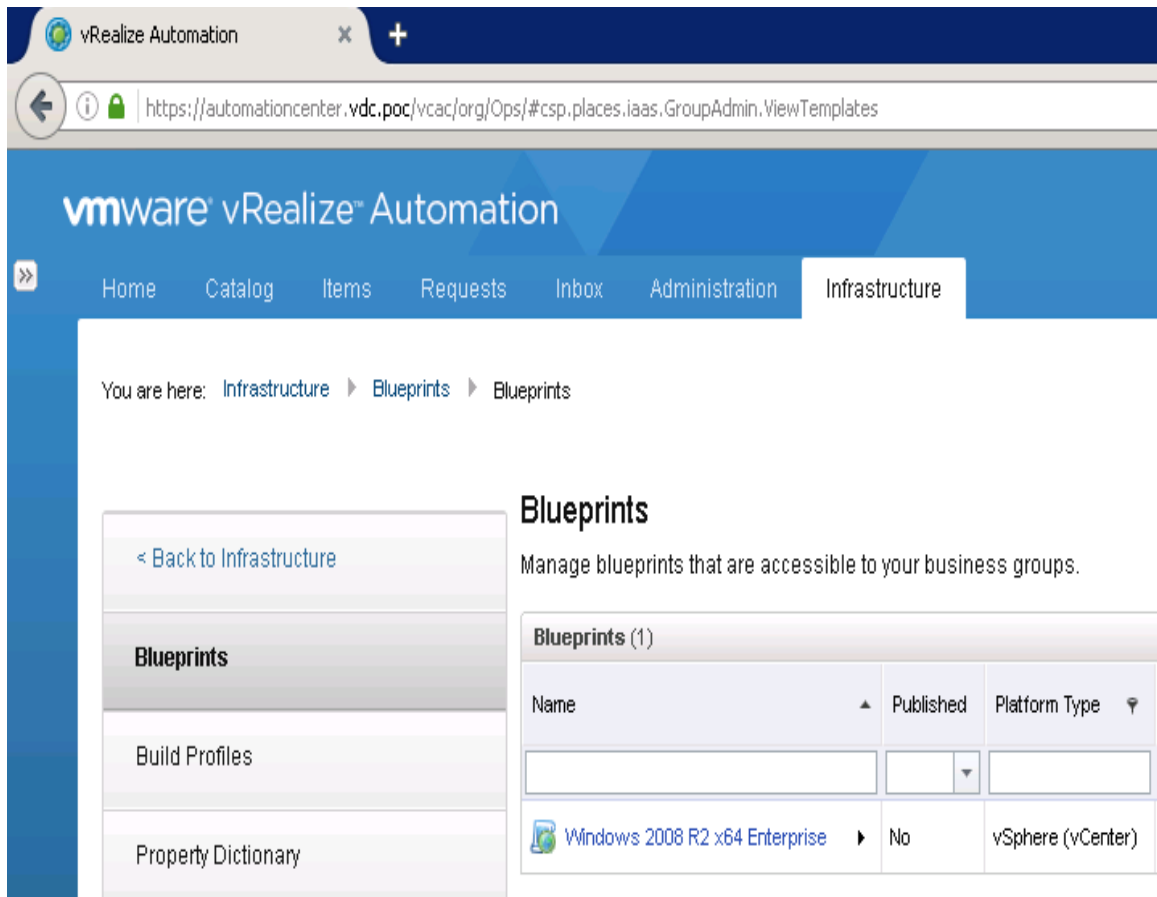 vRealize Automation
https://automationcenter.vdc.poc/vcac/org/Ops/#csp.places.iaas.GroupAdmin.ViewTemplates
vmware® vRealize™ Automation
Home Catalog Items Requests Inbox Administration Infrastructure
You are here: Infrastructure Blueprints Blueprints
< Back to Infrastructure
Blueprints
Build Profiles
Property Dictionary
Blueprints
Manage blueprints that are accessible to your business groups.
Blueprints (1)
Name Published Platform Type
Windows 2008 R2 x64 Enterprise No vSphere (vCenter)